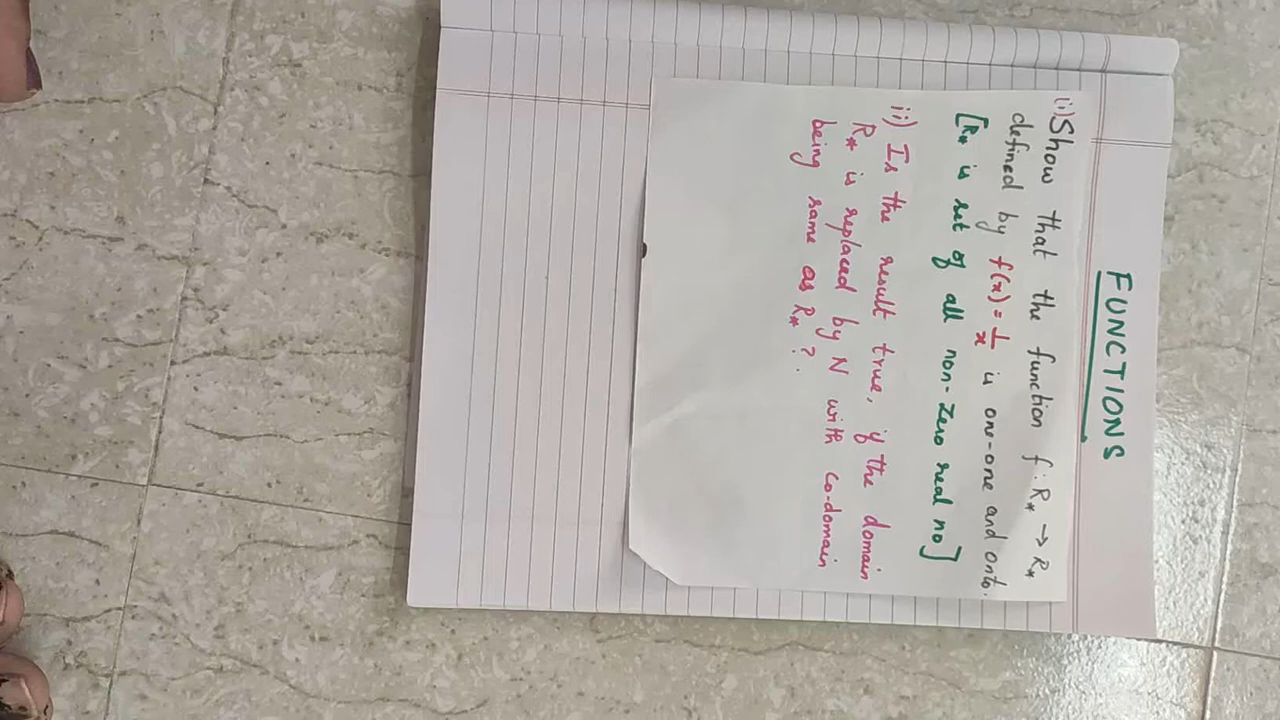 FUNCTIONS
(i) Show that the function f: R* → R*
defined by f(x) = 1/x is one-one and onto.
[R* is set of all non-zero real no]
ii) Is the result true, if the domain
R* is replaced by N with co-domain
being same as R*?